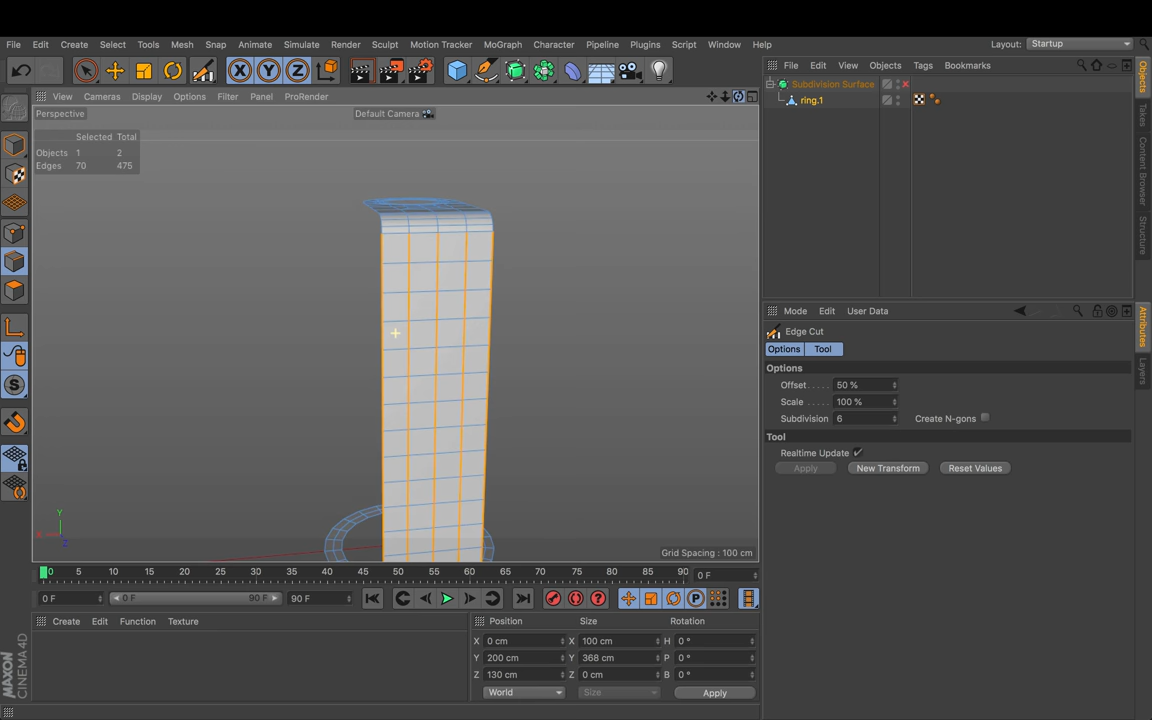 File Edit Create Select Tools Mesh Snap Animate Simulate Render Sculpt Motion Tracker MoGraph Character Pipeline Plugins Script Window Help Layout: Startup
X Y Z
View Cameras Display Options Filter Panel ProRender
Perspective Default Camera
Selected Total
Objects 1 2
Edges 70 475
S
Y
X
Z
Grid Spacing : 100 cm
File Edit View Objects Tags Bookmarks
Subdivision Surface
ring.1
Objects
Takes
Content Browser
Structure
Mode Edit User Data
Edge Cut
Options Tool
Options
Offset..... 50 %
Scale ..... 100 %
Subdivision 6 Create N-gons
Tool
Realtime Update
Apply New Transform Reset Values
Attributes
Layers
0 5 10 15 20 25 30 35 40 45 50 55 60 65 70 75 80 85 90 0 F
0 F 0 F 90 F 90 F P
Create Edit Function Texture
Position Size Rotation
X 0 cm X 100 cm H 0 °
Y 200 cm Y 368 cm P 0 °
Z 130 cm Z 0 cm B 0 °
World Size Apply
MAXON
CINEMA 4D